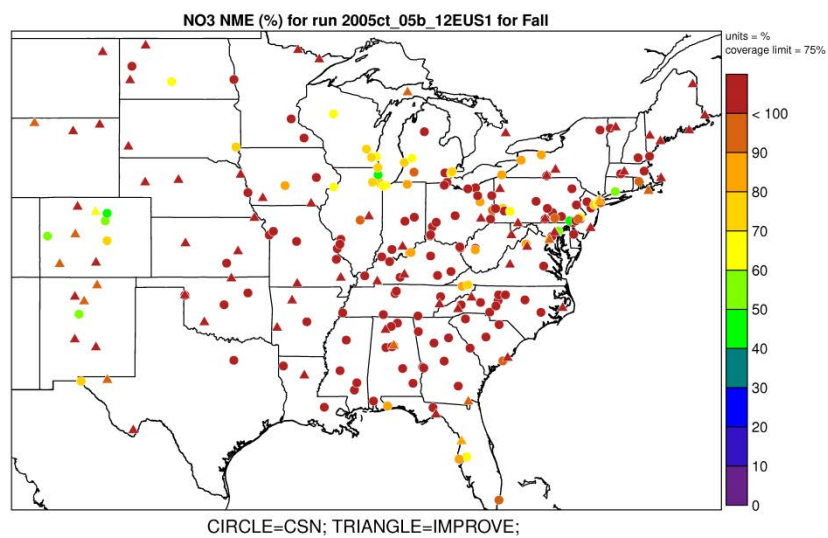 NO3 NME (%) for run 2005ct_05b_12EUS1 for Fall
units = %
coverage limit = 75%
< 100
90
80
70
60
50
40
30
20
10
0
CIRCLE=CSN; TRIANGLE=IMPROVE;